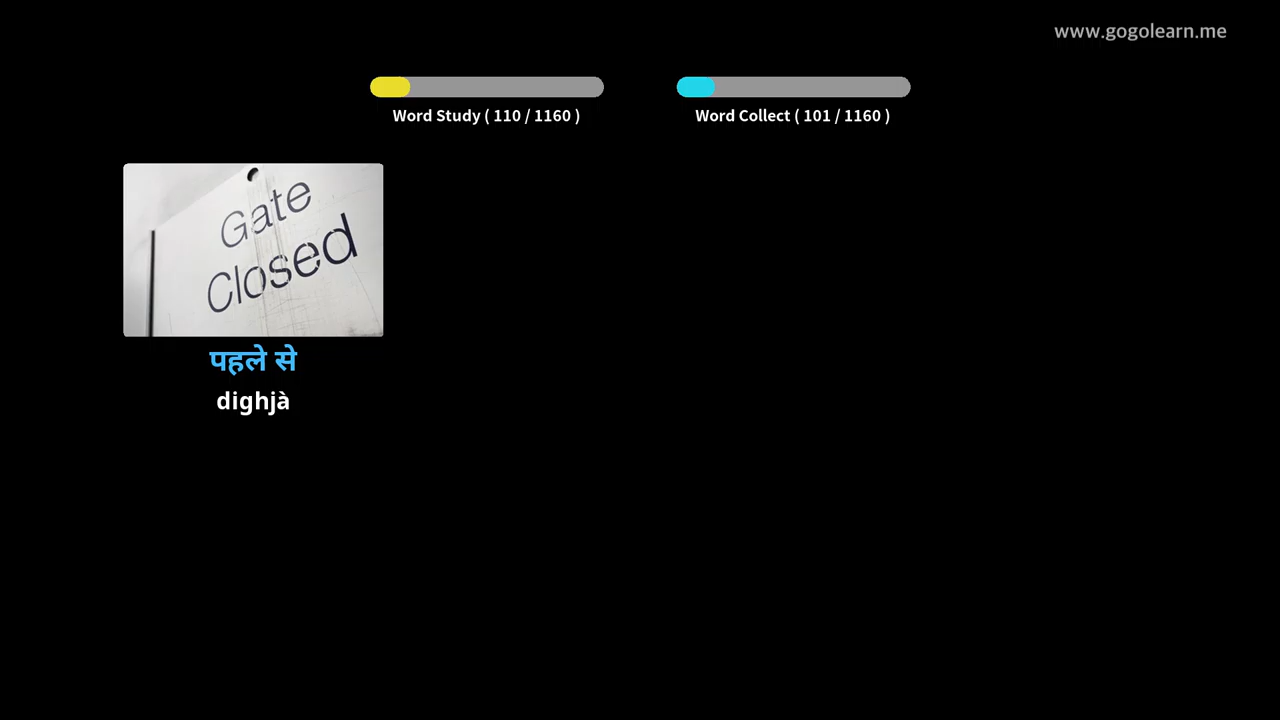 www.gogolearn.me
Word Study ( 110 / 1160 )
Word Collect ( 101 / 1160 )
Gate
Closed
पहले से
dighjà